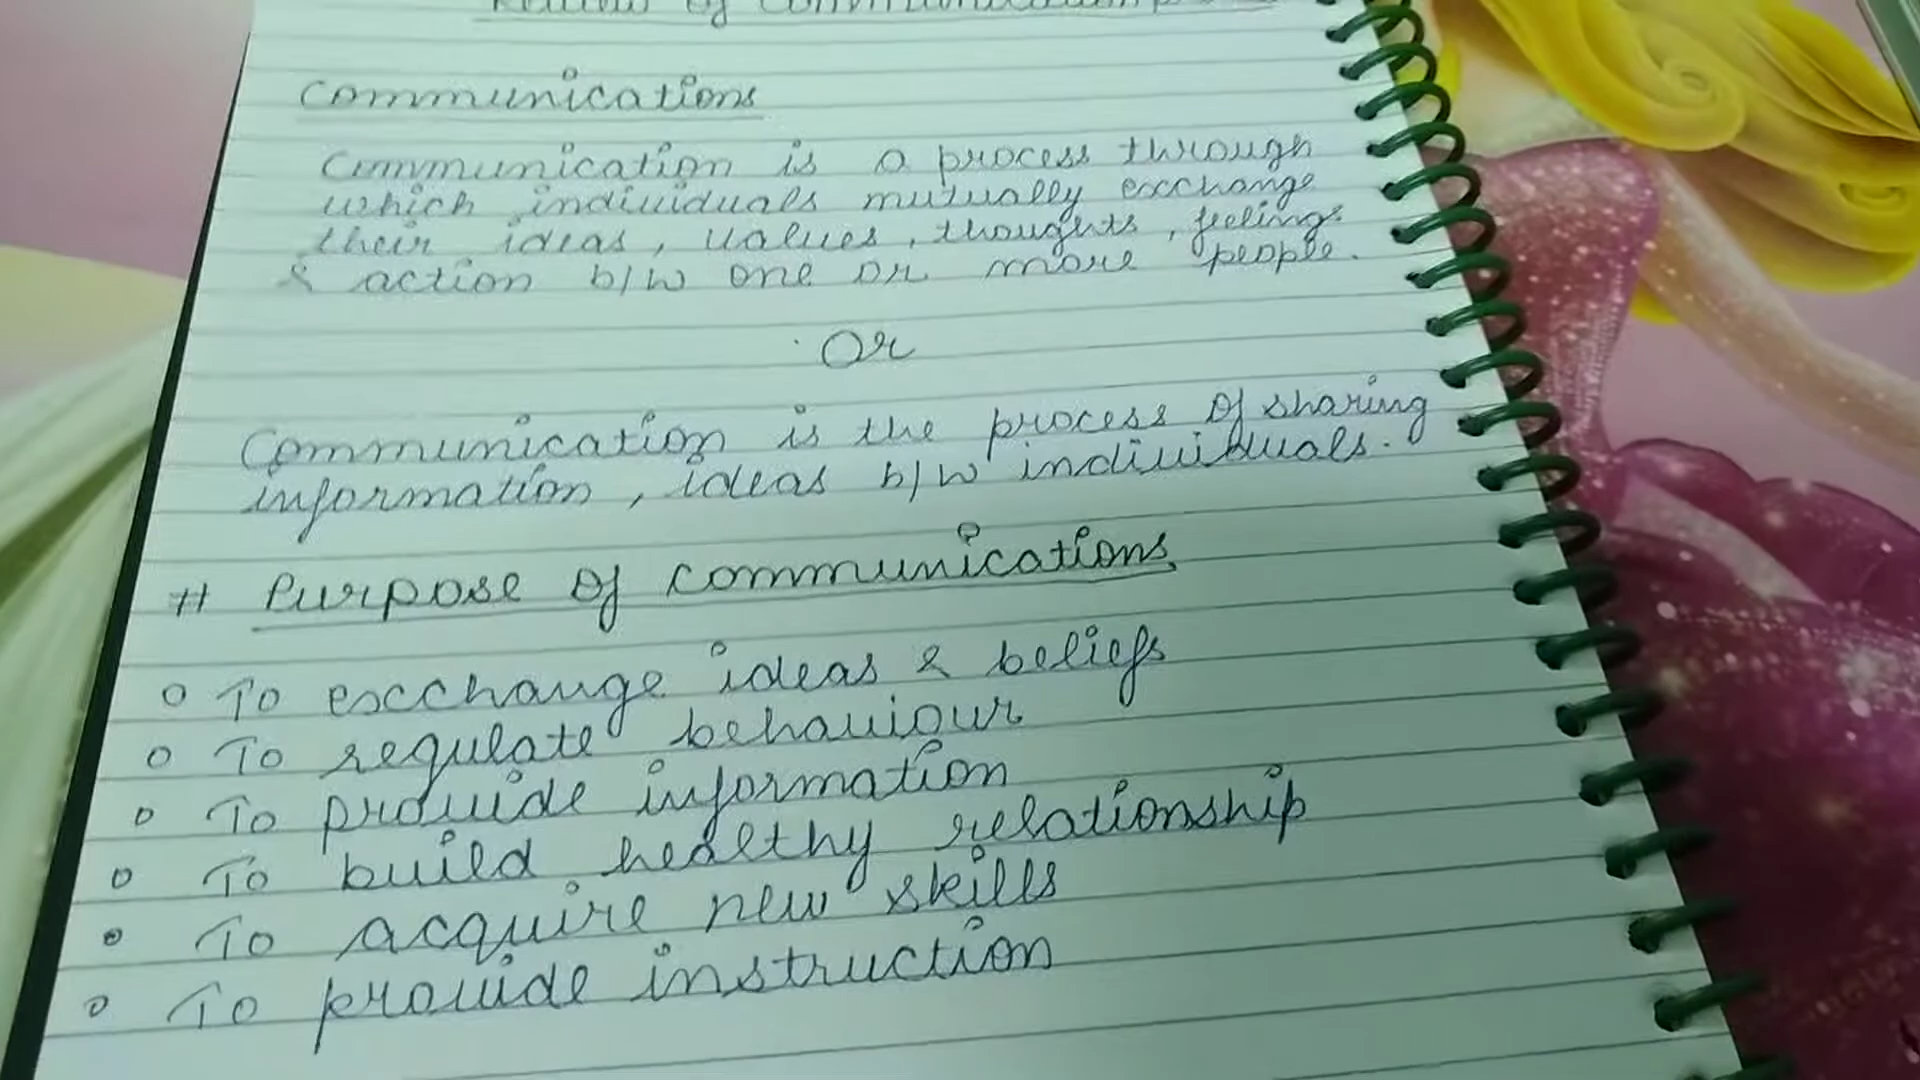 of communication
Communications
Communication is a process through
which individuals mutually exchange
their ideas, values, thoughts, feelings
& action b/w one or more people.
Or
Communication is the process of sharing
information, ideas b/w individuals.
# Purpose of communications
o To exchange ideas & beliefs
o To regulate behaviour
o To provide information
o To build healthy relationship
o To acquire new skills
o To provide instruction